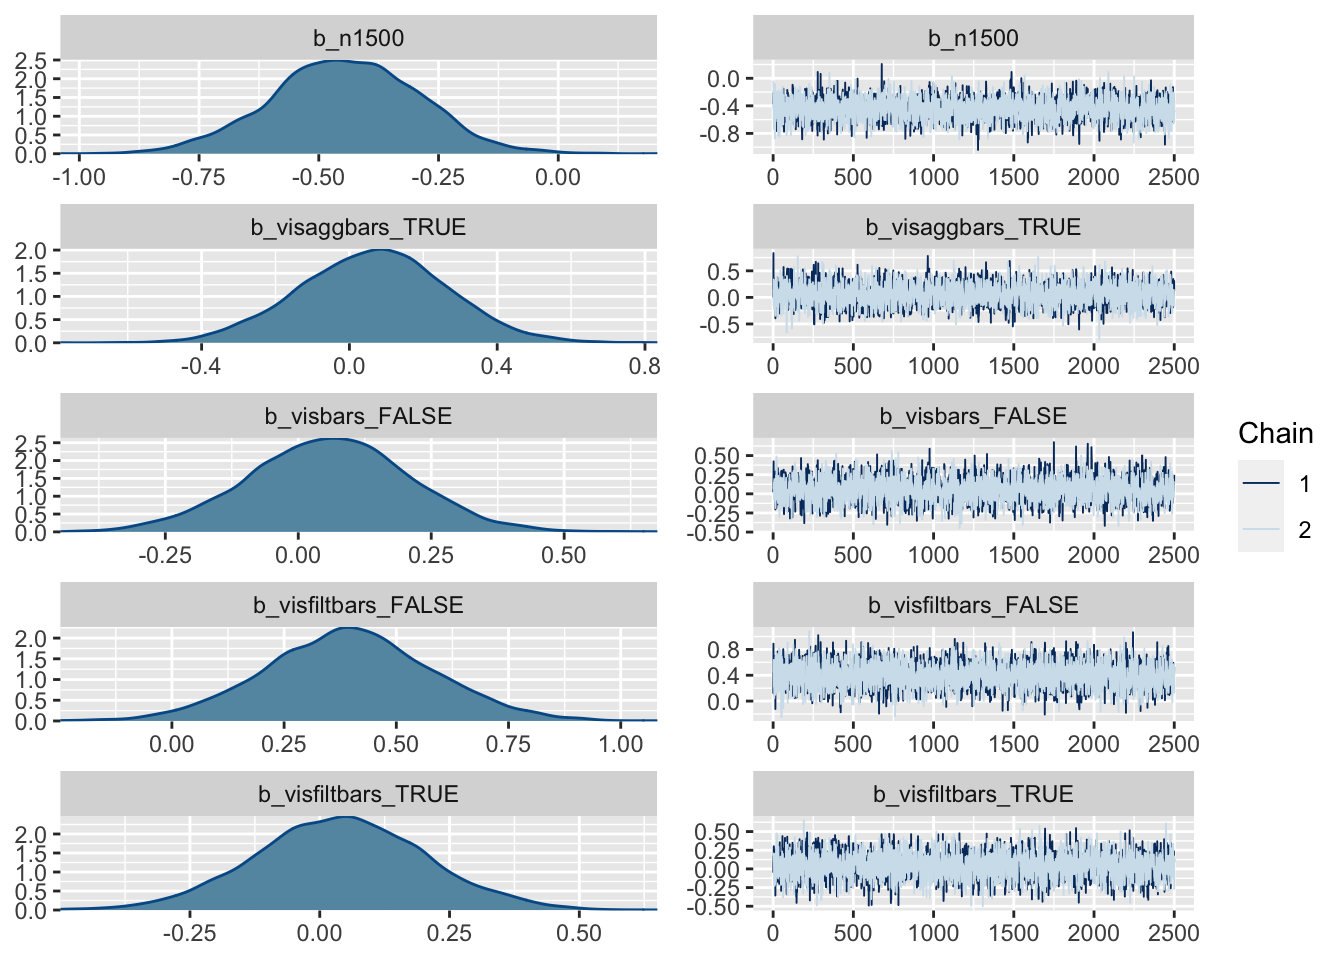 b_n1500
2.5
2.0
1.5
1.0
0.5
0.0
-1.00 -0.75 -0.50 -0.25 0.00
b_n1500
0.0
-0.4
-0.8
0 500 1000 1500 2000 2500
b_visaggbars_TRUE
2.0
1.5
1.0
0.5
0.0
-0.4 0.0 0.4 0.8
b_visaggbars_TRUE
0.5
0.0
-0.5
0 500 1000 1500 2000 2500
b_visbars_FALSE
2.5
2.0
1.5
1.0
0.5
0.0
-0.25 0.00 0.25 0.50
b_visbars_FALSE
0.50
0.25
0.00
-0.25
-0.50
0 500 1000 1500 2000 2500
b_visfiltbars_FALSE
2.0
1.5
1.0
0.5
0.0
0.00 0.25 0.50 0.75 1.00
b_visfiltbars_FALSE
0.8
0.4
0.0
0 500 1000 1500 2000 2500
b_visfiltbars_TRUE
2.0
1.5
1.0
0.5
0.0
-0.25 0.00 0.25 0.50
b_visfiltbars_TRUE
0.50
0.25
0.00
-0.25
-0.50
0 500 1000 1500 2000 2500
Chain
1
2